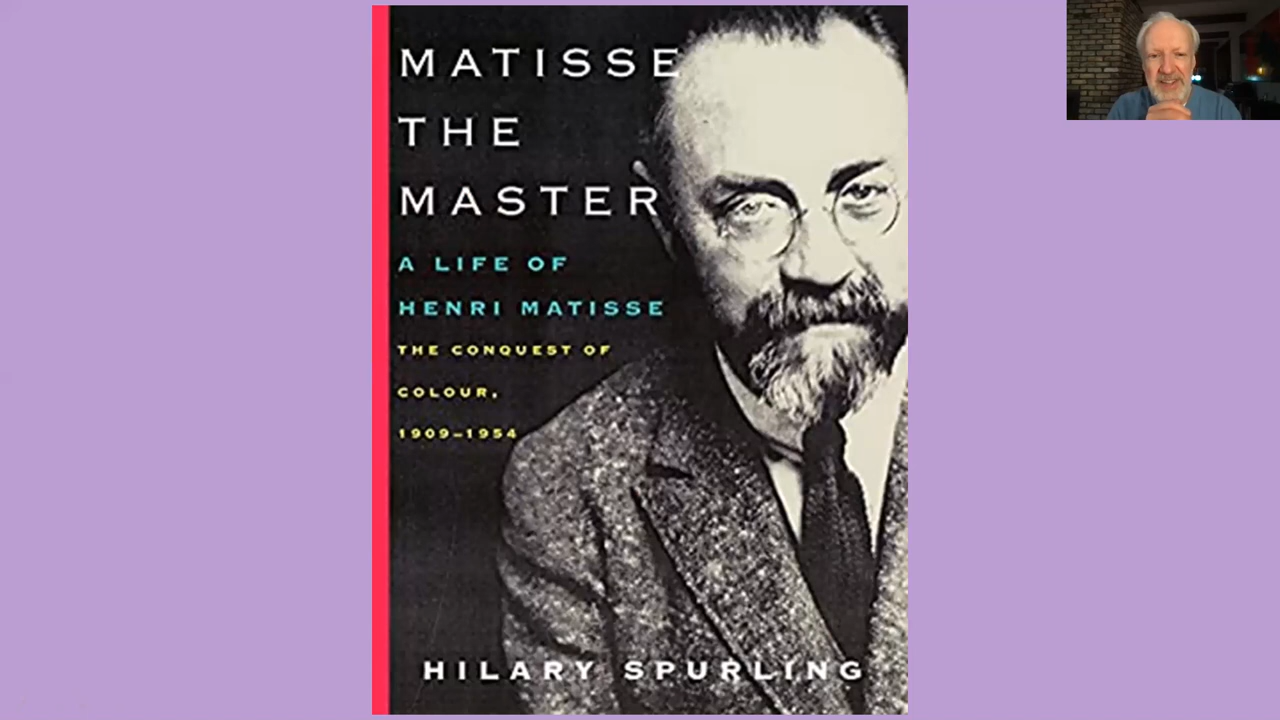 MATISSE
THE
MASTER
A LIFE OF
HENRI MATISSE
THE CONQUEST OF
COLOUR,
1909–1954
HILARY SPURLING